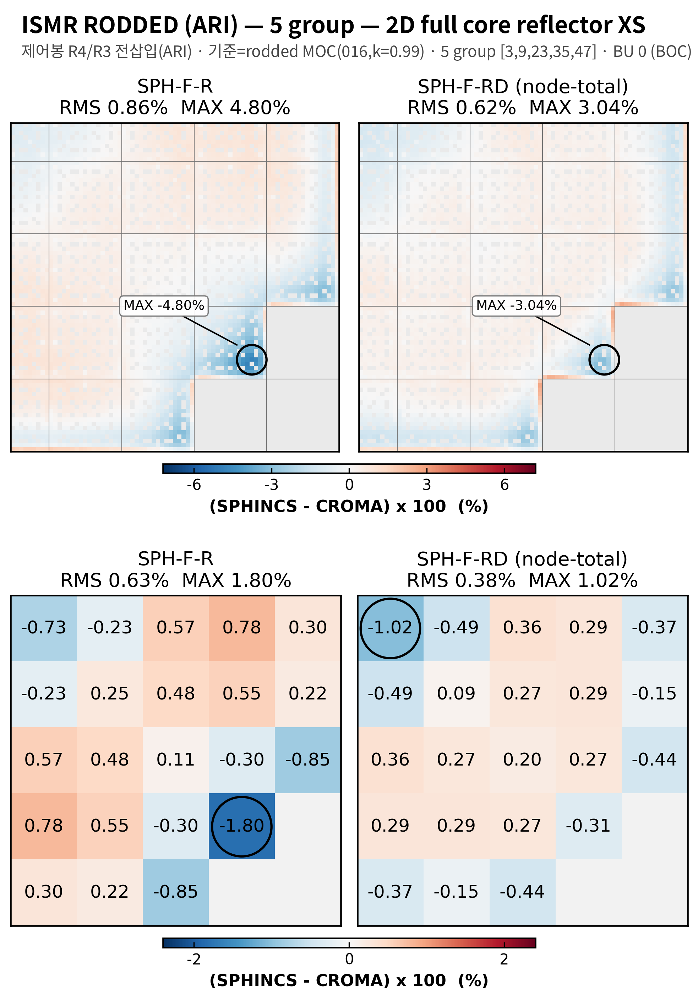 ISMR RODDED (ARI) — 5 group — 2D full core reflector XS
제어봉 R4/R3 전삽입(ARI) · 기준=rodded MOC(016,k=0.99) · 5 group [3,9,23,35,47] · BU 0 (BOC)
SPH-F-R
RMS 0.86%  MAX 4.80%
SPH-F-RD (node-total)
RMS 0.62%  MAX 3.04%
MAX -4.80%
MAX -3.04%
-6 -3 0 3 6
(SPHINCS - CROMA) x 100  (%)
SPH-F-R
RMS 0.63%  MAX 1.80%
SPH-F-RD (node-total)
RMS 0.38%  MAX 1.02%
-0.73 -0.23 0.57 0.78 0.30
-0.23 0.25 0.48 0.55 0.22
0.57 0.48 0.11 -0.30 -0.85
0.78 0.55 -0.30 -1.80
0.30 0.22 -0.85
-1.02 -0.49 0.36 0.29 -0.37
-0.49 0.09 0.27 0.29 -0.15
0.36 0.27 0.20 0.27 -0.44
0.29 0.29 0.27 -0.31
-0.37 -0.15 -0.44
-2 0 2
(SPHINCS - CROMA) x 100  (%)